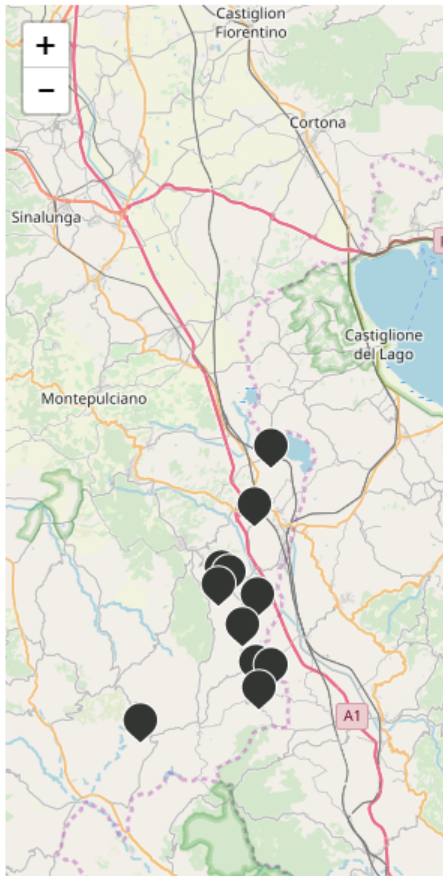 Castiglion
Fiorentino
+
−
Cortona
Sinalunga
Castiglione
del Lago
Montepulciano
A1